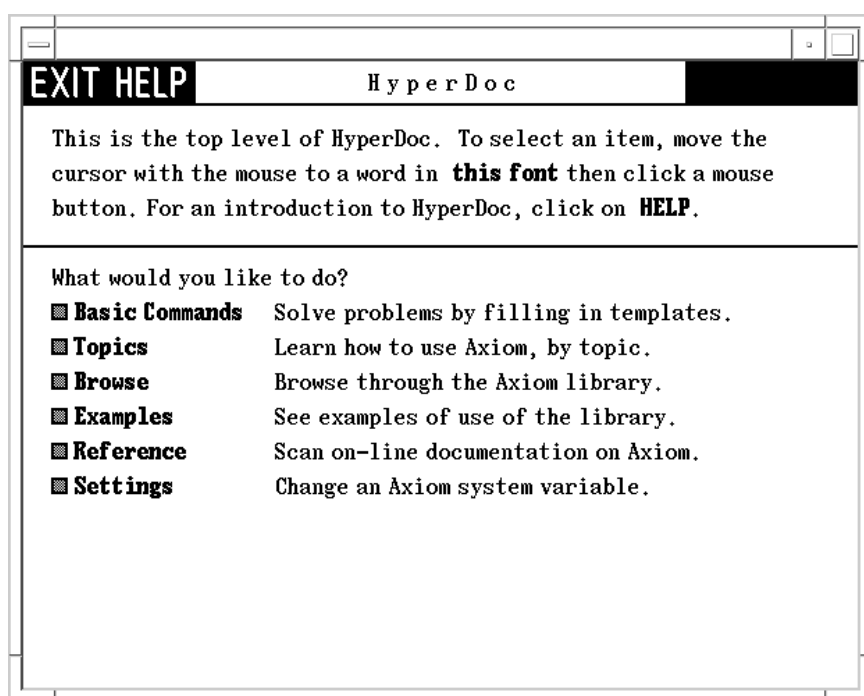 EXIT HELP HyperDoc
This is the top level of HyperDoc. To select an item, move the
cursor with the mouse to a word in this font then click a mouse
button. For an introduction to HyperDoc, click on HELP.
What would you like to do?
Basic Commands Solve problems by filling in templates.
Topics Learn how to use Axiom, by topic.
Browse Browse through the Axiom library.
Examples See examples of use of the library.
Reference Scan on-line documentation on Axiom.
Settings Change an Axiom system variable.